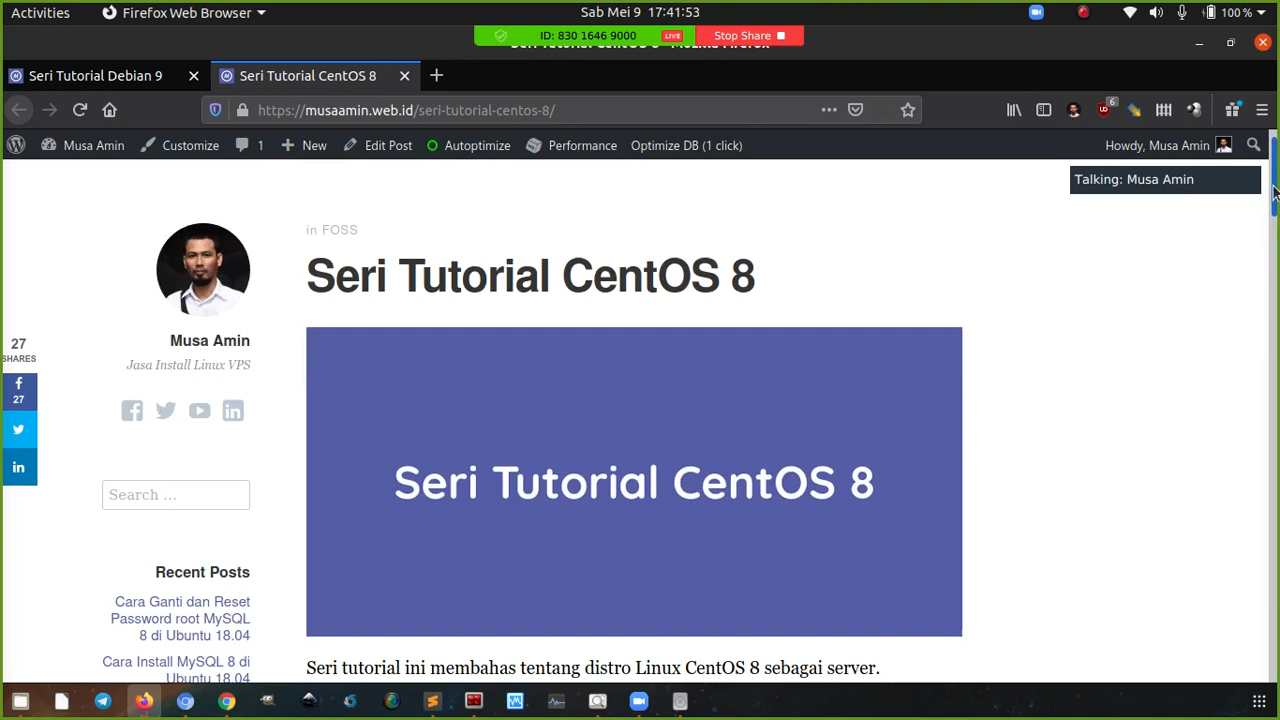 Activities
Firefox Web Browser
Sab Mei 9 17:41:53
100 %
ID: 830 1646 9000
LIVE
Stop Share
Seri Tutorial Debian 9
Seri Tutorial CentOS 8
https://musaamin.web.id/seri-tutorial-centos-8/
6
Musa Amin
Customize
1
New
Edit Post
Autoptimize
Performance
Optimize DB (1 click)
Howdy, Musa Amin
Talking: Musa Amin
in FOSS
Seri Tutorial CentOS 8
Musa Amin
Jasa Install Linux VPS
27
SHARES
27
Search ...
Seri Tutorial CentOS 8
Recent Posts
Cara Ganti dan Reset
Password root MySQL
8 di Ubuntu 18.04
Cara Install MySQL 8 di
Ubuntu 18.04
Seri tutorial ini membahas tentang distro Linux CentOS 8 sebagai server.